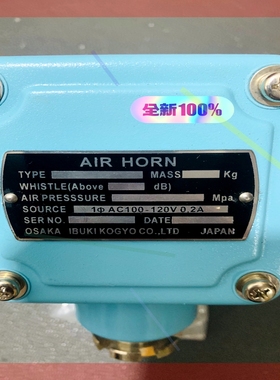 全新100%
AIR HORN
TYPE MASS Kg
WHISTLE(Above dB)
AIR PRESSSURE Mpa
SOURCE 1Φ AC100-120V 0.2A
SER NO. DATE
OSAKA IBUKI KOGYO CO.,LTD JAPAN